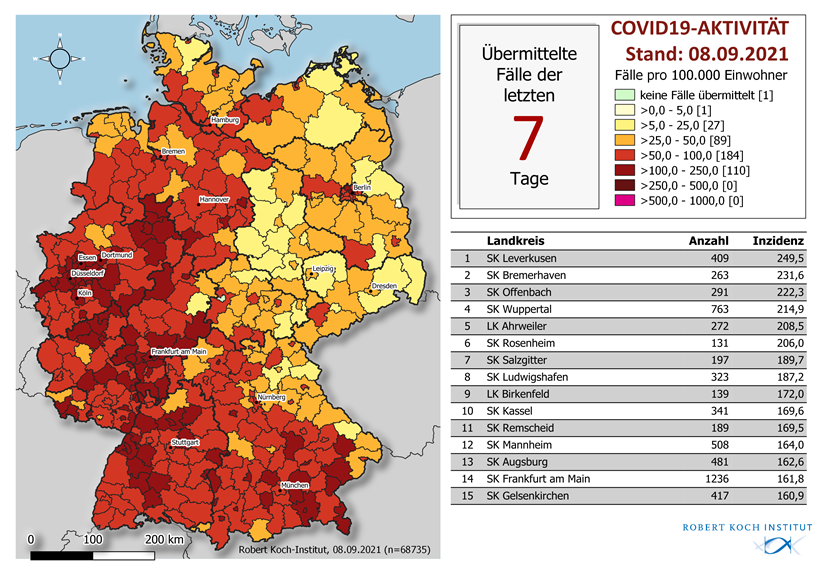 Hamburg
Bremen
Berlin
Hannover
Essen
Dortmund
Düsseldorf
Leipzig
Köln
Dresden
Frankfurt am Main
Nürnberg
Stuttgart
München
0 100 200 km
Robert Koch-Institut, 08.09.2021 (n=68735)
Übermittelte
Fälle der
letzten
7
Tage
COVID19-AKTIVITÄT
Stand: 08.09.2021
Fälle pro 100.000 Einwohner
keine Fälle übermittelt [1]
>0,0 - 5,0 [1]
>5,0 - 25,0 [27]
>25,0 - 50,0 [89]
>50,0 - 100,0 [184]
>100,0 - 250,0 [110]
>250,0 - 500,0 [0]
>500,0 - 1000,0 [0]
Landkreis Anzahl Inzidenz
1 SK Leverkusen 409 249,5
2 SK Bremerhaven 263 231,6
3 SK Offenbach 291 222,3
4 SK Wuppertal 763 214,9
5 LK Ahrweiler 272 208,5
6 SK Rosenheim 131 206,0
7 SK Salzgitter 197 189,7
8 SK Ludwigshafen 323 187,2
9 LK Birkenfeld 139 172,0
10 SK Kassel 341 169,6
11 SK Remscheid 189 169,5
12 SK Mannheim 508 164,0
13 SK Augsburg 481 162,6
14 SK Frankfurt am Main 1236 161,8
15 SK Gelsenkirchen 417 160,9
ROBERT KOCH INSTITUT